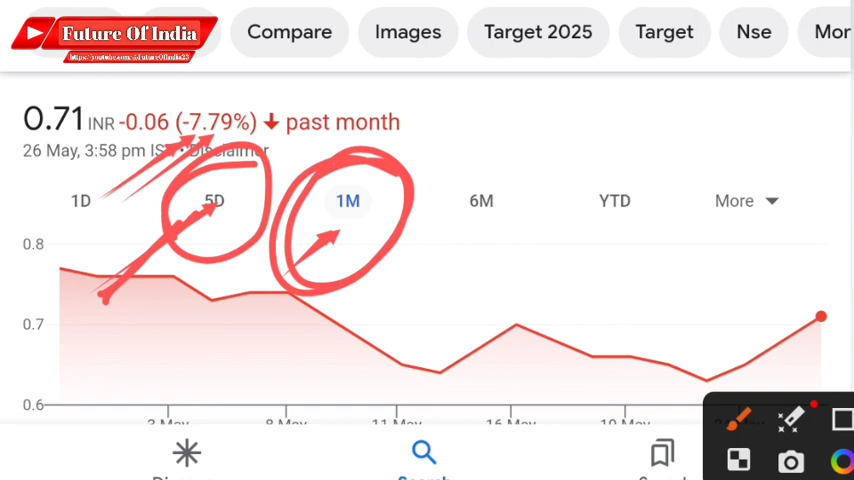 Future Of India
Compare
Images
Target 2025
Target
Nse
Mor
0.71 INR -0.06 (-7.79%) past month
26 May, 3:58 pm IST · Disclaimer
1D
5D
1M
6M
YTD
More
0.8
0.7
0.6
3 May
8 May
11 May
16 May